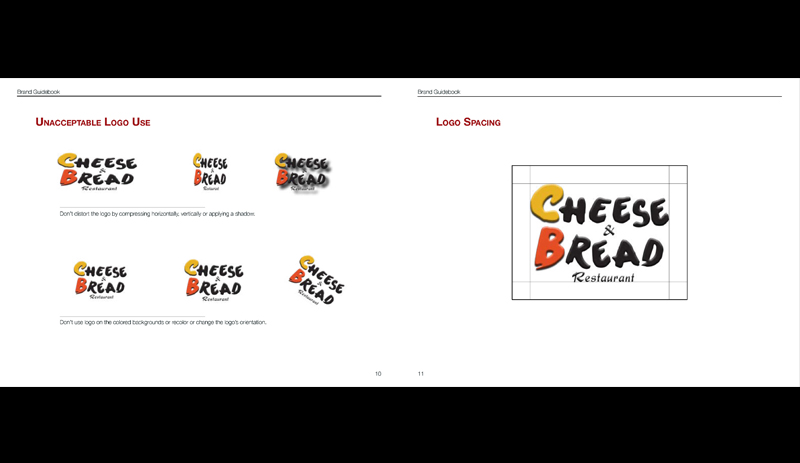 Brand Guidebook
UNACCEPTABLE LOGO USE
CHEESE
&
BREAD
Restaurant
CHEESE
&
BREAD
Restaurant
CHEESE
&
BREAD
Restaurant
Don't distort the logo by compressing horizontally, vertically or applying a shadow.
CHEESE
&
BREAD
Restaurant
CHEESE
&
BREAD
Restaurant
CHEESE
&
BREAD
Restaurant
Don't use logo on the colored backgrounds or recolor or change the logo's orientation.
10
Brand Guidebook
LOGO SPACING
CHEESE
&
BREAD
Restaurant
11